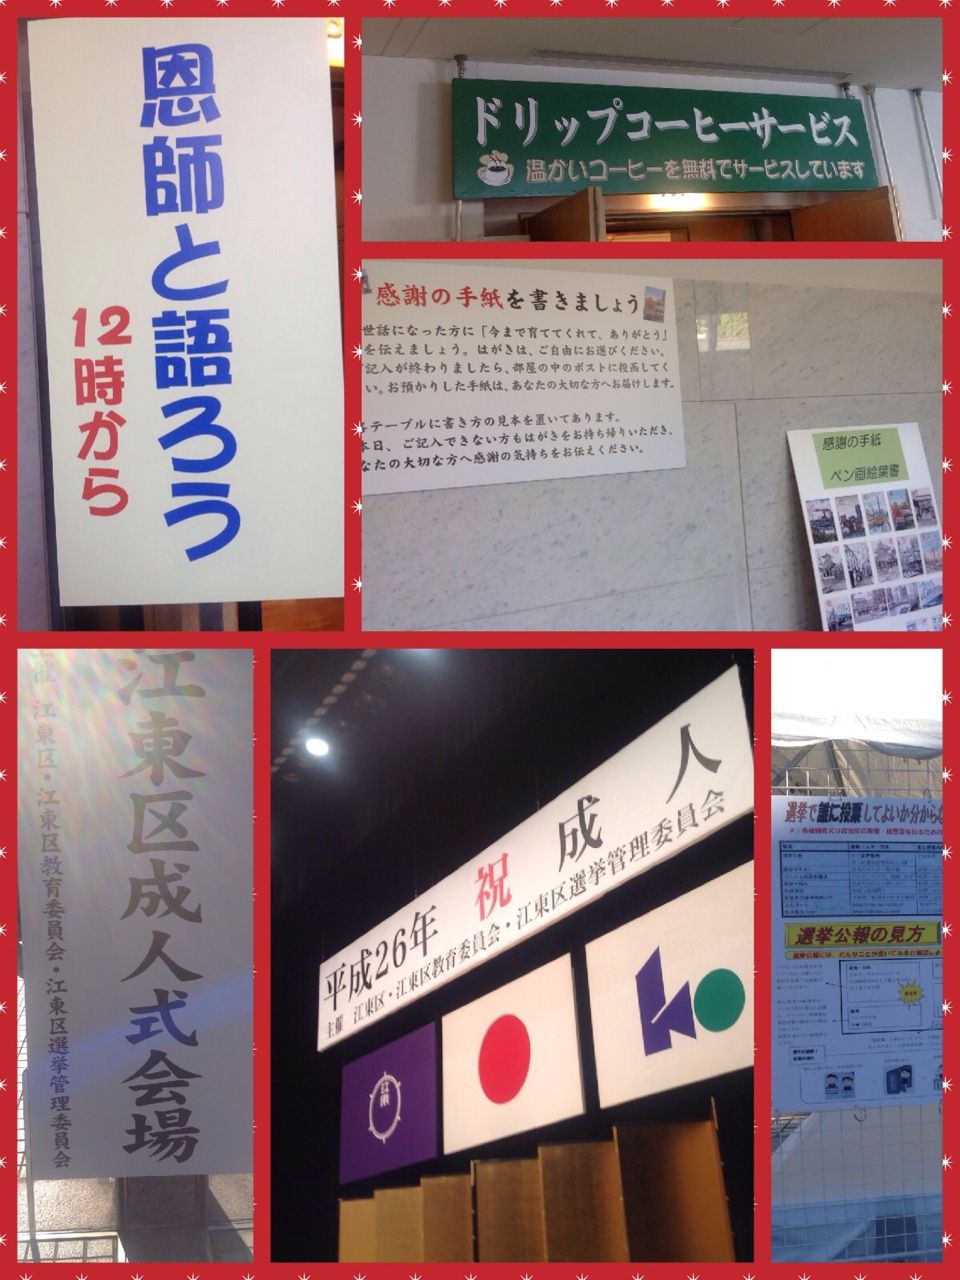 恩師と語ろう
12時から
ドリップコーヒーサービス
温かいコーヒーを無料でサービスしています
感謝の手紙を書きましょう
世話になった方に「今まで育ててくれて、ありがとう」
を伝えましょう。はがきは、ご自由にお選びください。
記入が終わりましたら、部屋の中のポストに投函してく
い。お預かりした手紙は、あなたの大切な方へお届けします。
テーブルに書き方の見本を置いてあります。
本日、ご記入できない方もはがきをお持ち帰りいただき、
なたの大切な方へ感謝の気持ちをお伝えください。
感謝の手紙
ペン画絵葉書
江東区成人式会場
主催 江東区・江東区教育委員会・江東区選挙管理委員会
平成26年 祝 成 人
主催 江東区・江東区教育委員会・江東区選挙管理委員会
江東
選挙で誰に投票してよいか分からな
選挙公報の見方